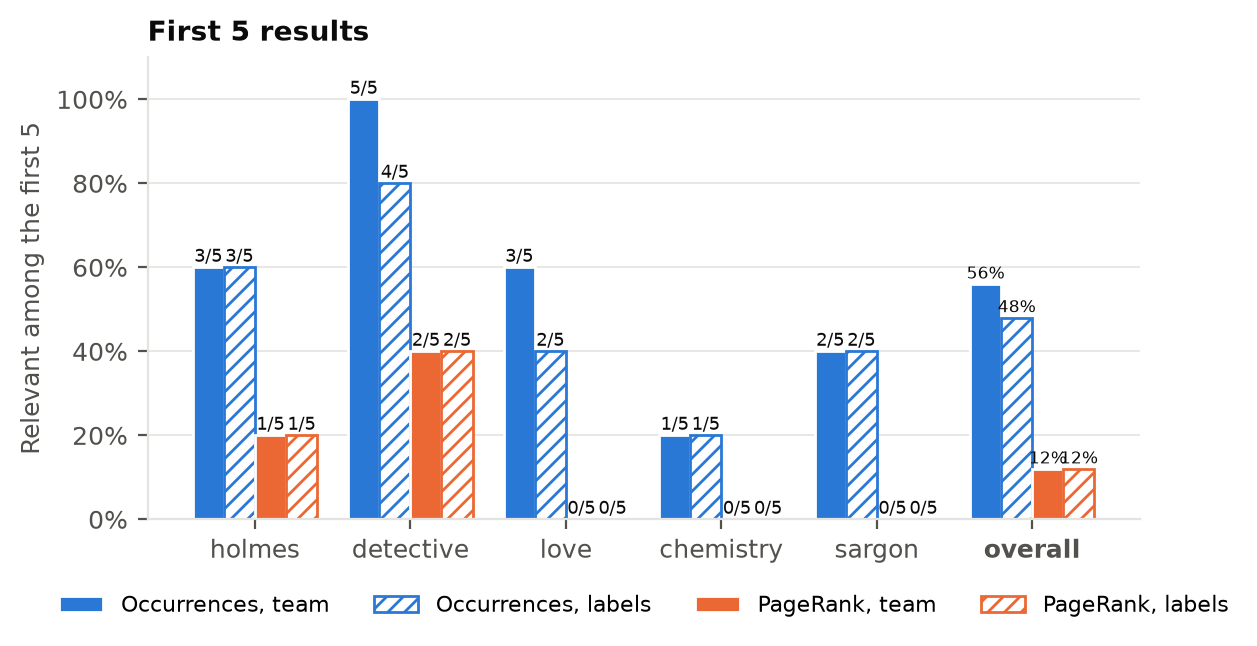 First 5 results
Relevant among the first 5
100%
80%
60%
40%
20%
0%
3/5 3/5 1/5 1/5
5/5 4/5 2/5 2/5
3/5 2/5 0/5 0/5
1/5 1/5 0/5 0/5
2/5 2/5 0/5 0/5
56% 48% 12% 12%
holmes detective love chemistry sargon overall
Occurrences, team Occurrences, labels PageRank, team PageRank, labels